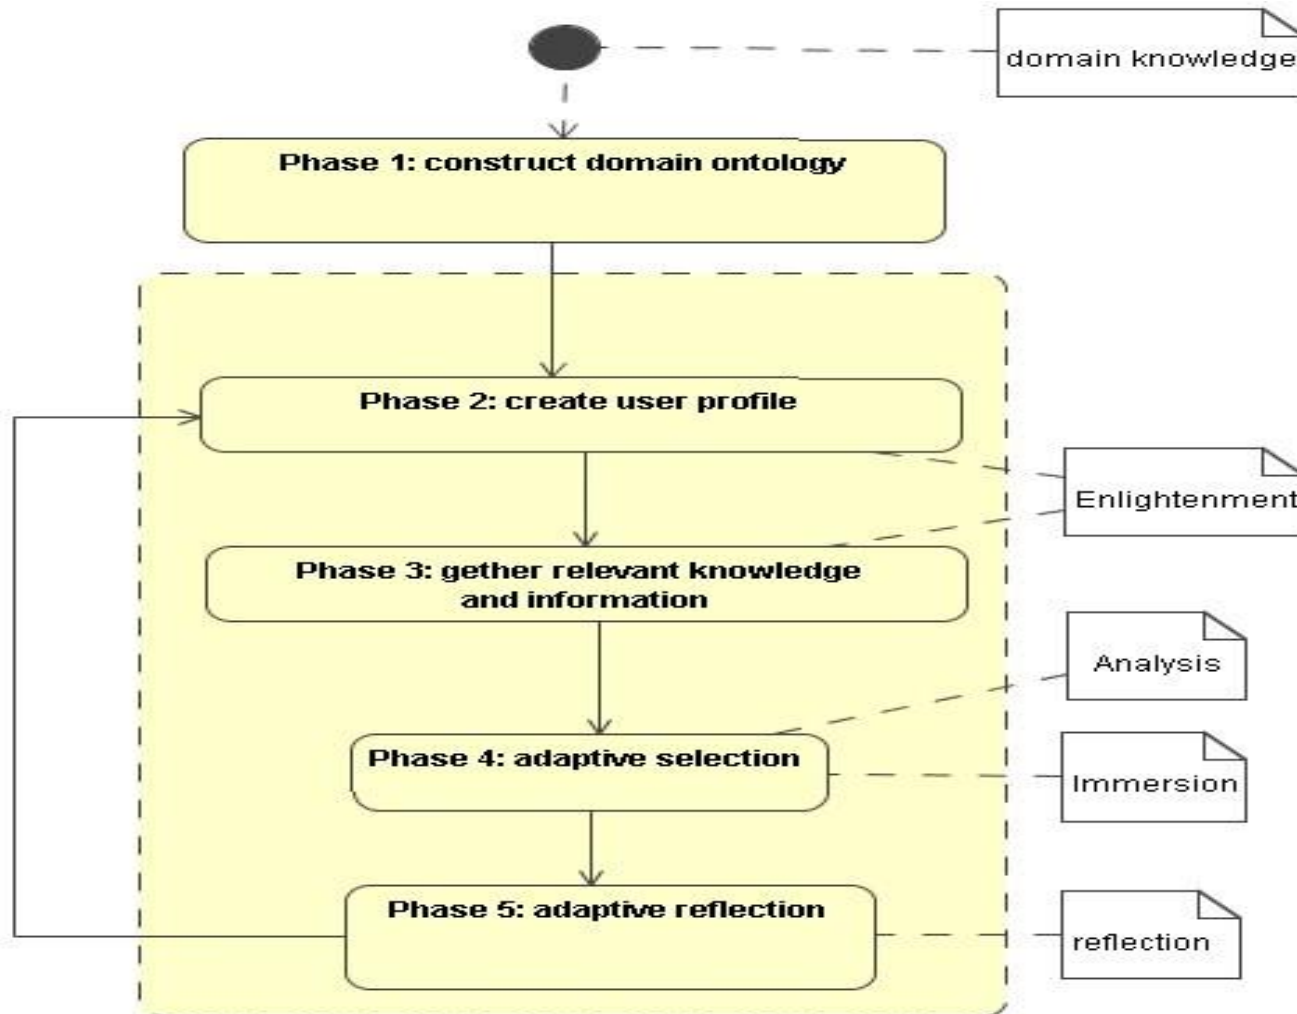 domain knowledge
Phase 1: construct domain ontology
Phase 2: create user profile
Enlightenment
Phase 3: gether relevant knowledge
and information
Analysis
Phase 4: adaptive selection
Immersion
Phase 5: adaptive reflection
reflection